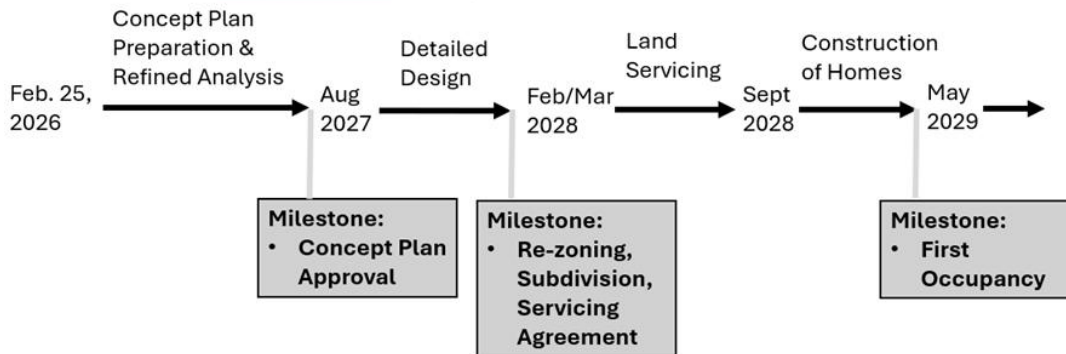 Concept Plan
Preparation &
Refined Analysis
Detailed
Design
Land
Servicing
Construction
of Homes
Feb. 25,
2026
Aug
2027
Feb/Mar
2028
Sept
2028
May
2029
Milestone:
• Concept Plan
Approval
Milestone:
• Re-zoning,
Subdivision,
Servicing
Agreement
Milestone:
• First
Occupancy